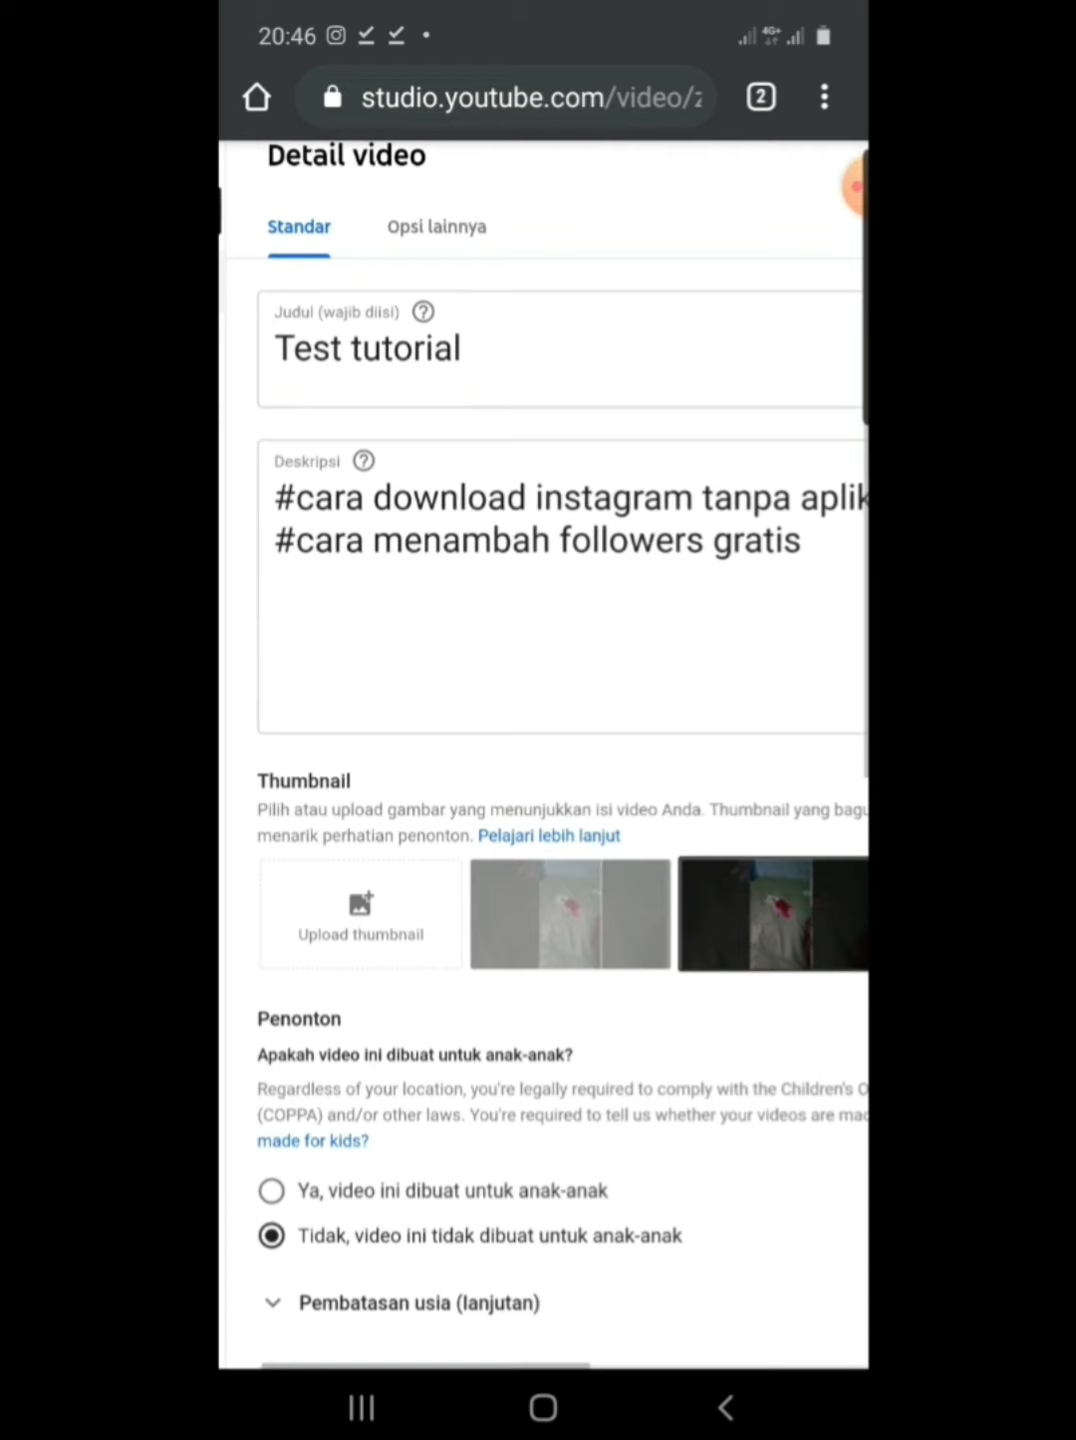 20:46
4G+
studio.youtube.com/video/
2
Detail video
Standar
Opsi lainnya
Judul (wajib diisi)
Test tutorial
Deskripsi
#cara download instagram tanpa aplik
#cara menambah followers gratis
Thumbnail
Pilih atau upload gambar yang menunjukkan isi video Anda. Thumbnail yang bagu
menarik perhatian penonton. Pelajari lebih lanjut
Upload thumbnail
Penonton
Apakah video ini dibuat untuk anak-anak?
Regardless of your location, you're legally required to comply with the Children's O
(COPPA) and/or other laws. You're required to tell us whether your videos are mad
made for kids?
Ya, video ini dibuat untuk anak-anak
Tidak, video ini tidak dibuat untuk anak-anak
Pembatasan usia (lanjutan)